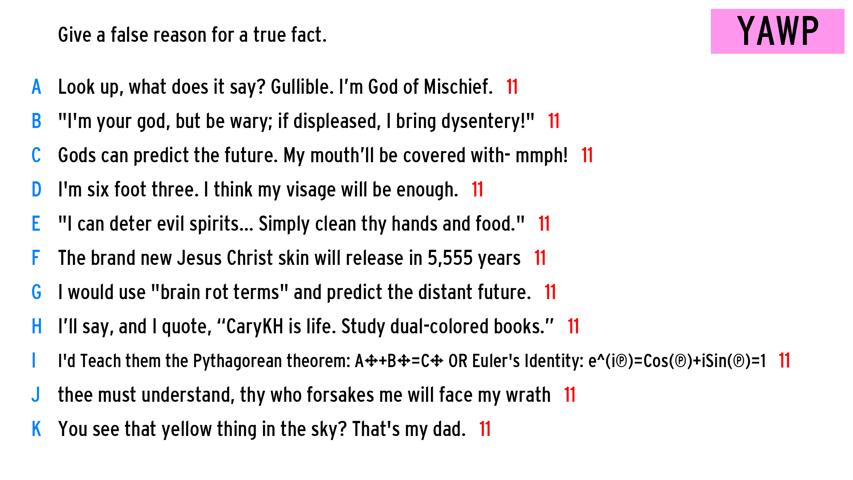 Give a false reason for a true fact.
YAWP
A Look up, what does it say? Gullible. I’m God of Mischief. 11
B "I'm your god, but be wary; if displeased, I bring dysentery!" 11
C Gods can predict the future. My mouth’ll be covered with- mmph! 11
D I'm six foot three. I think my visage will be enough. 11
E "I can deter evil spirits... Simply clean thy hands and food." 11
F The brand new Jesus Christ skin will release in 5,555 years 11
G I would use "brain rot terms" and predict the distant future. 11
H I’ll say, and I quote, “CaryKH is life. Study dual-colored books.” 11
I I'd Teach them the Pythagorean theorem: A✢+B✢=C✢ OR Euler's Identity: e^(i℗)=Cos(℗)+iSin(℗)=1 11
J thee must understand, thy who forsakes me will face my wrath 11
K You see that yellow thing in the sky? That's my dad. 11